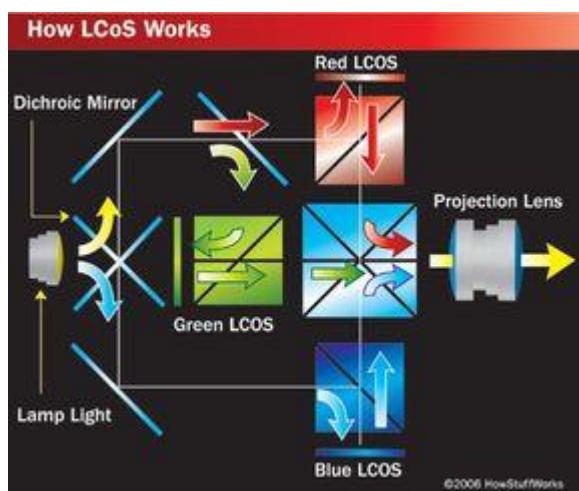 How LCoS Works
Red LCOS
Dichroic Mirror
Projection Lens
Green LCOS
Lamp Light
Blue LCOS
©2006 HowStuffWorks